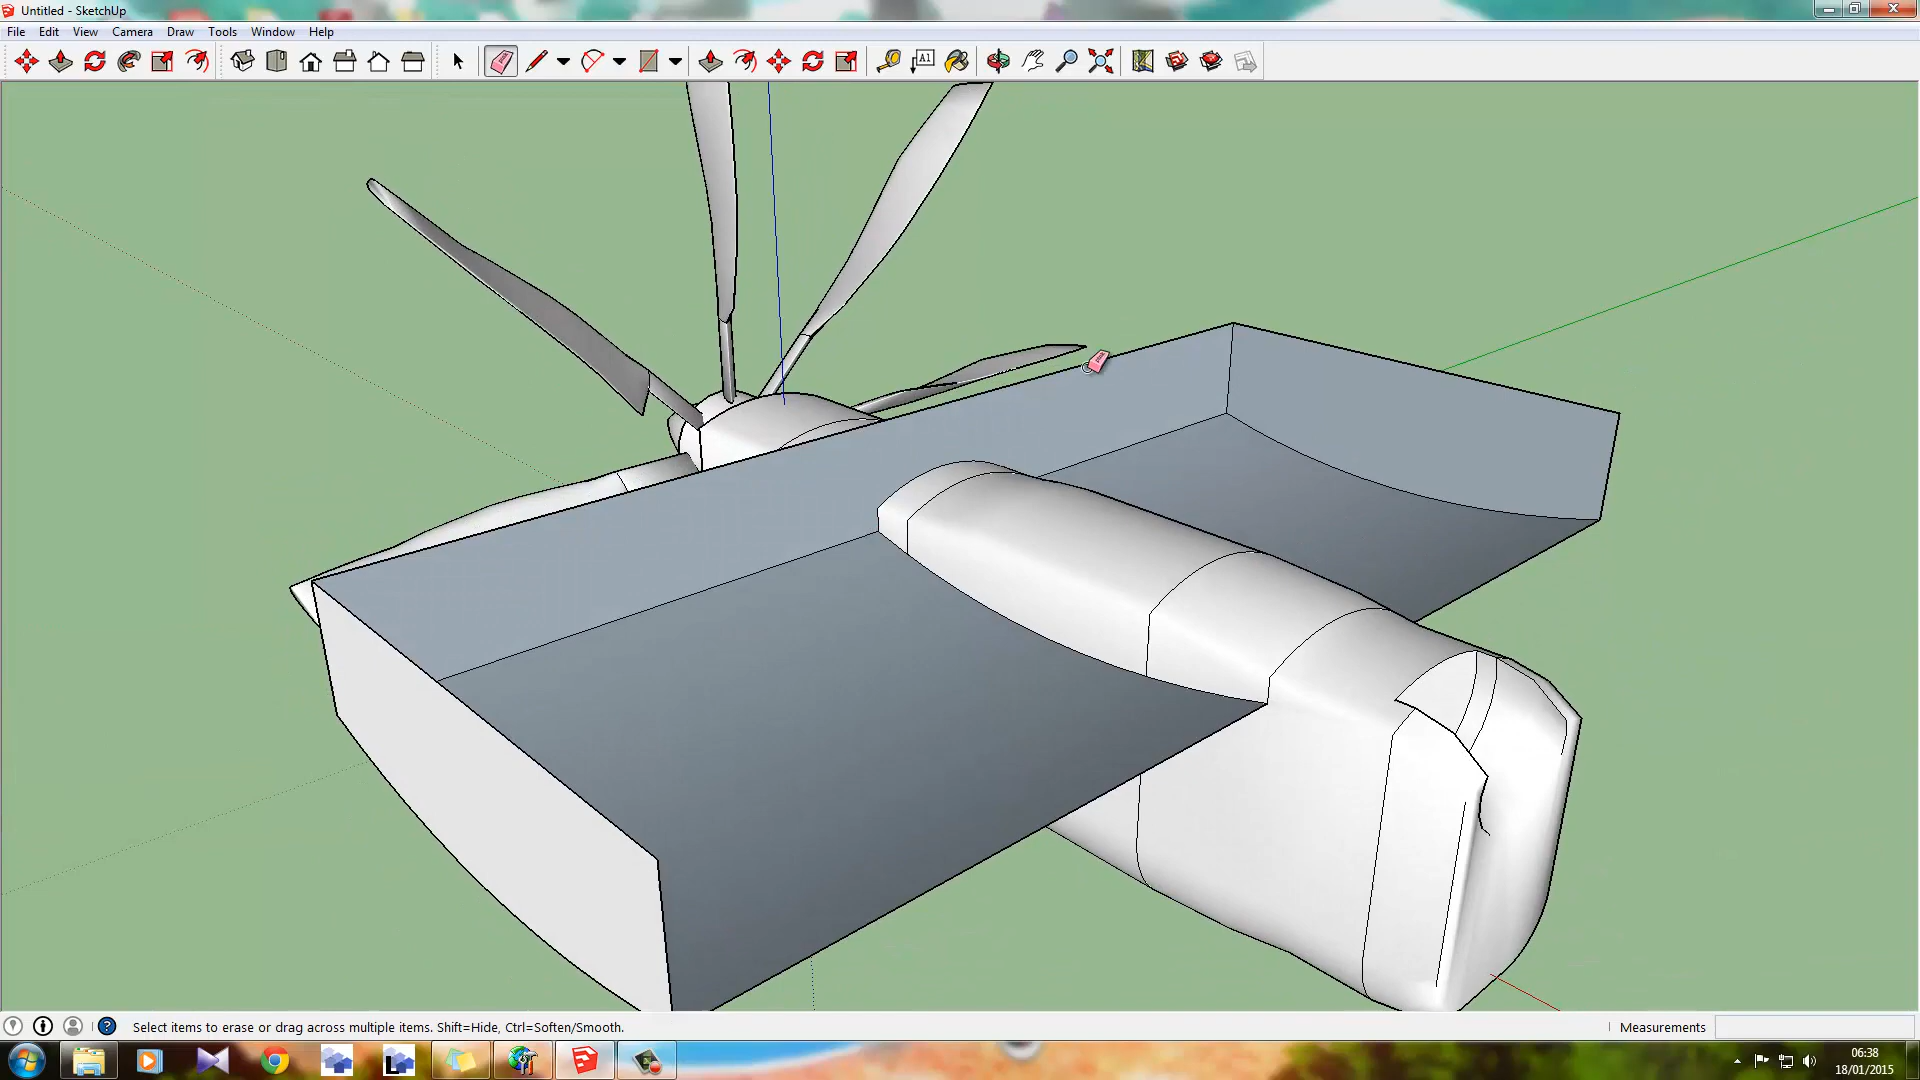 Untitled - SketchUp
File Edit View Camera Draw Tools Window Help
A1
Select items to erase or drag across multiple items. Shift=Hide, Ctrl=Soften/Smooth.
Measurements
L
06:38
18/01/2015